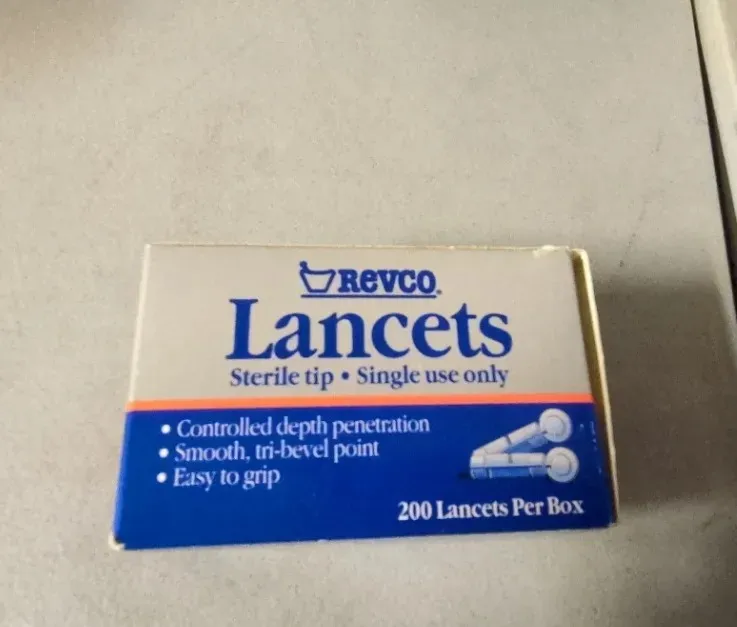 Revco
Lancets
Sterile tip • Single use only
• Controlled depth penetration
• Smooth, tri-bevel point
• Easy to grip
200 Lancets Per Box